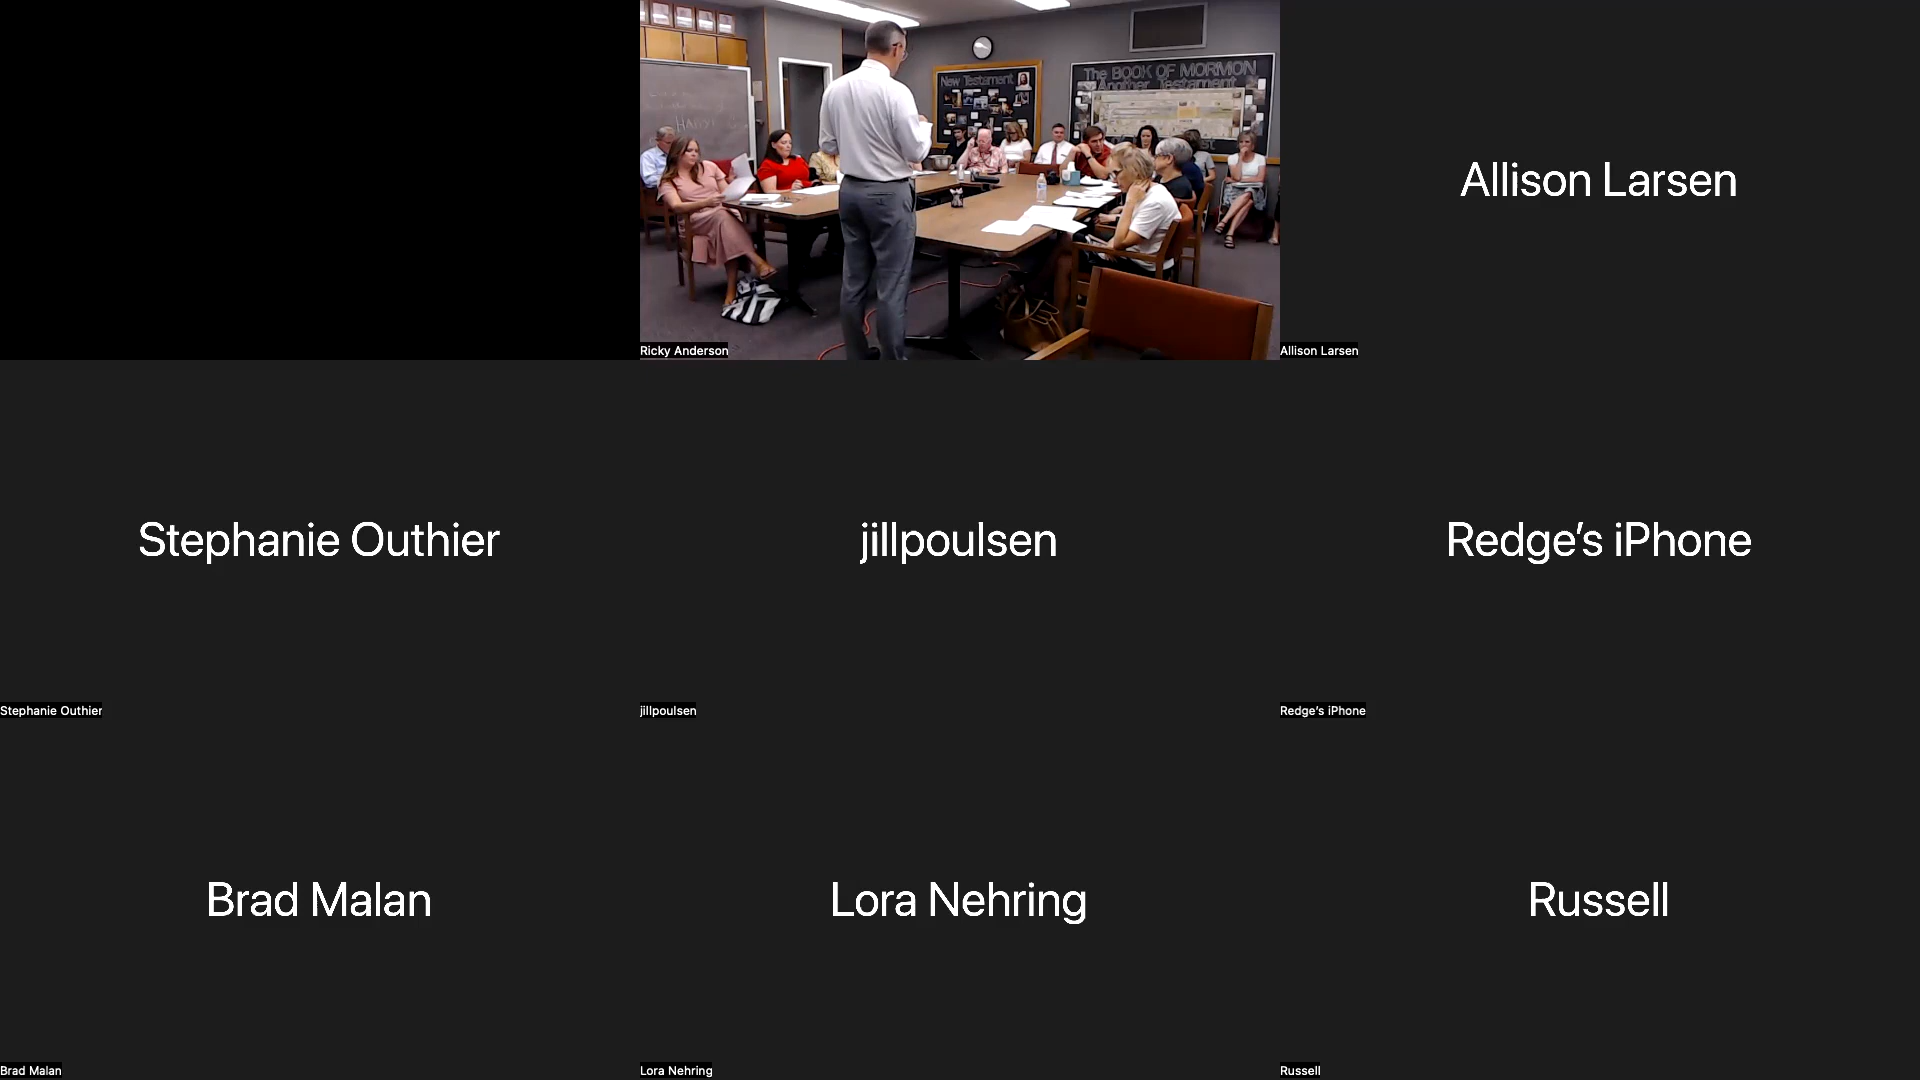 New Testament
The BOOK OF MORMON
Another Testament
Ricky Anderson
Allison Larsen
Allison Larsen
Stephanie Outhier
jillpoulsen
Redge’s iPhone
Stephanie Outhier
jillpoulsen
Redge’s iPhone
Brad Malan
Lora Nehring
Russell
Brad Malan
Lora Nehring
Russell